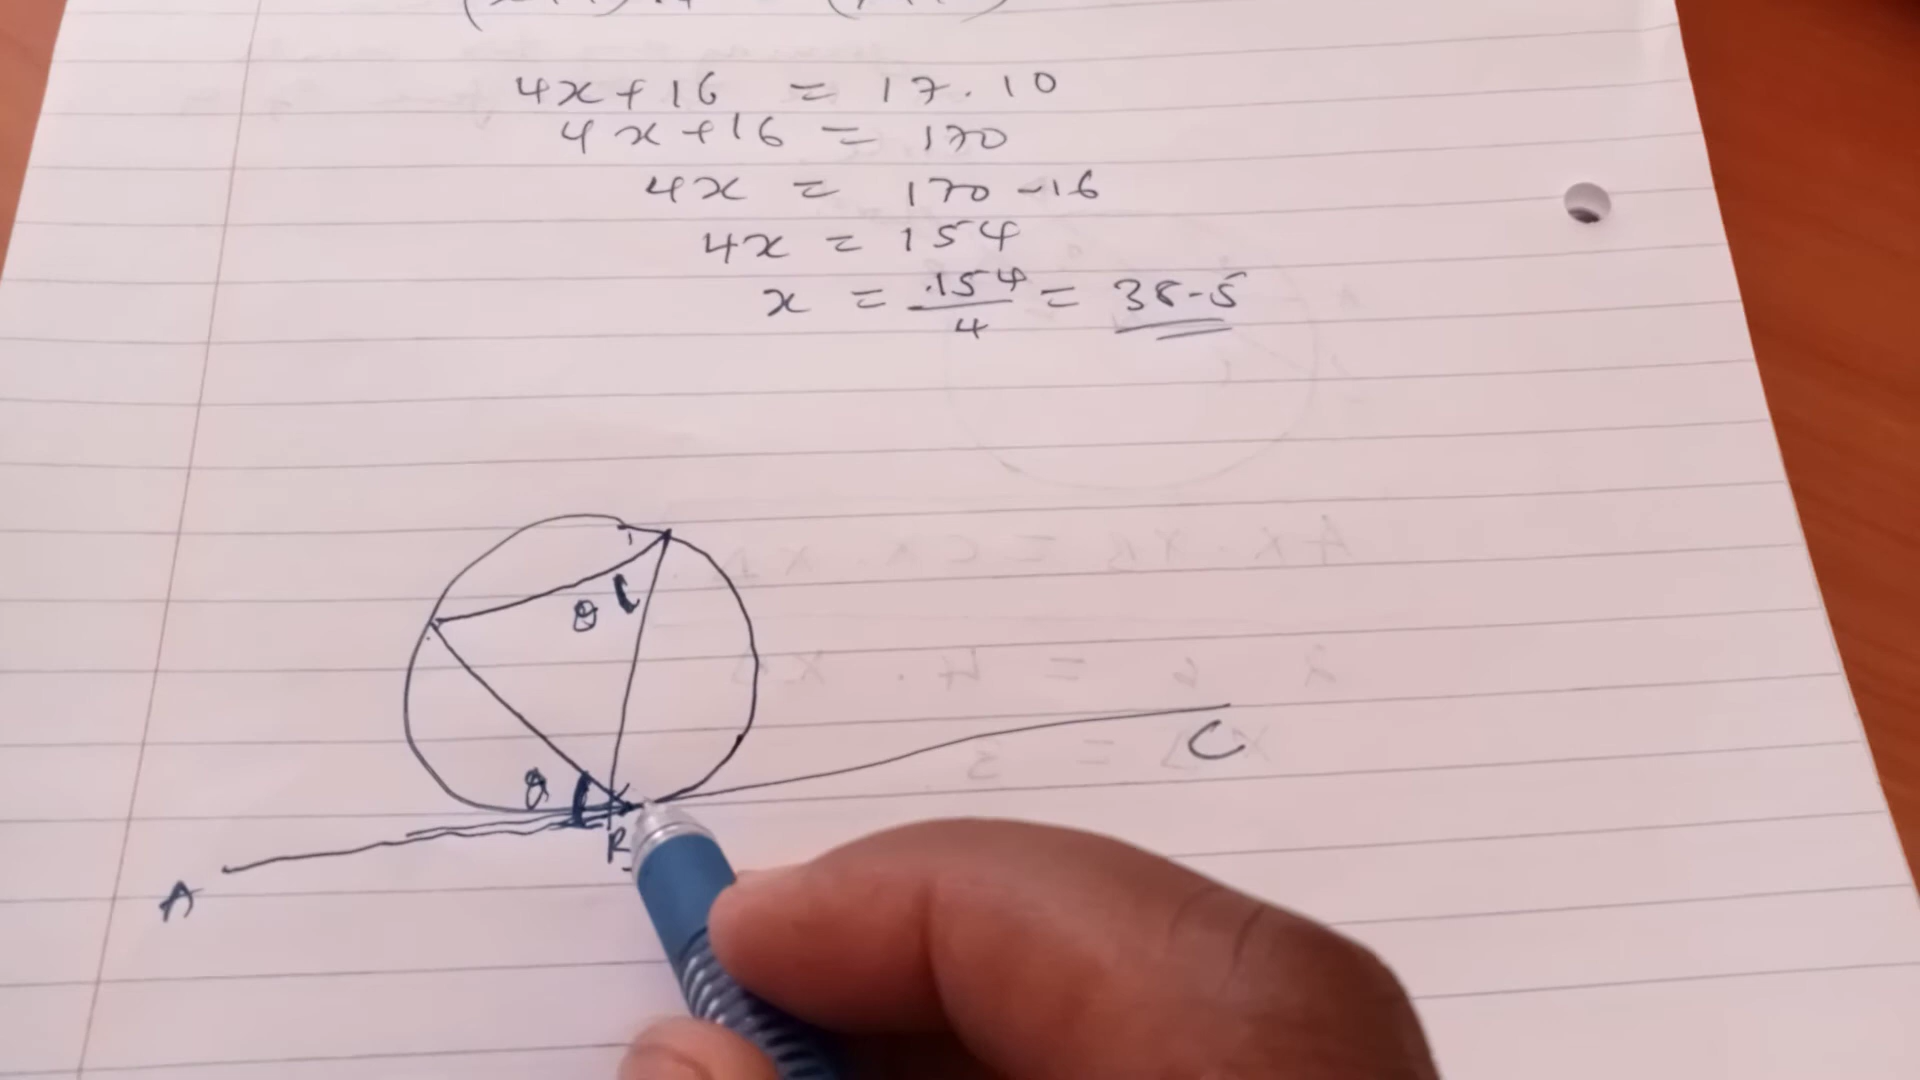 4x + 16 = 17.10
4x + 16 = 170
4x = 170 - 16
4x = 154
x = 154/4 = 38.5
θ
θ
C
A